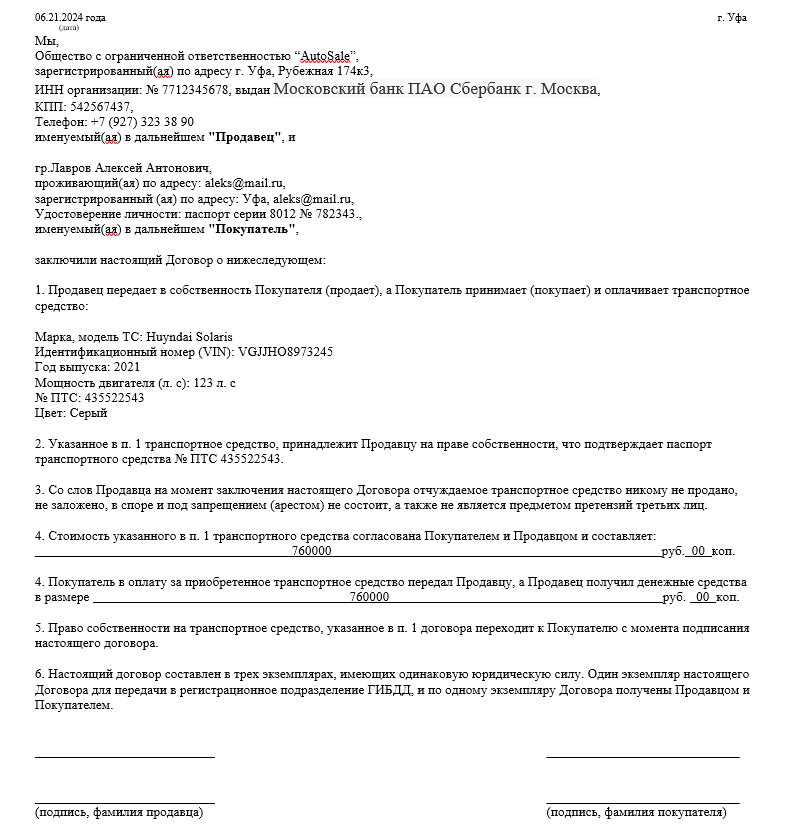 06.21.2024 года г. Уфа
(дата)
Мы,
Общество с ограниченной ответственностью “AutoSale”,
зарегистрированный(ая) по адресу г. Уфа, Рубежная 174к3,
ИНН организации: № 7712345678, выдан Московский банк ПАО Сбербанк г. Москва,
КПП: 542567437,
Телефон: +7 (927) 323 38 90
именуемый(ая) в дальнейшем "Продавец", и
гр.Лавров Алексей Антонович,
проживающий(ая) по адресу: aleks@mail.ru,
зарегистрированный (ая) по адресу: Уфа, aleks@mail.ru,
Удостоверение личности: паспорт серии 8012 № 782343.,
именуемый(ая) в дальнейшем "Покупатель",
заключили настоящий Договор о нижеследующем:
1. Продавец передает в собственность Покупателя (продает), а Покупатель принимает (покупает) и оплачивает транспортное
средство:
Марка, модель ТС: Huyndai Solaris
Идентификационный номер (VIN): VGJJHO8973245
Год выпуска: 2021
Мощность двигателя (л. с): 123 л. с
№ ПТС: 435522543
Цвет: Серый
2. Указанное в п. 1 транспортное средство, принадлежит Продавцу на праве собственности, что подтверждает паспорт
транспортного средства № ПТС 435522543.
3. Со слов Продавца на момент заключения настоящего Договора отчуждаемое транспортное средство никому не продано,
не заложено, в споре и под запрещением (арестом) не состоит, а также не является предметом претензий третьих лиц.
4. Стоимость указанного в п. 1 транспортного средства согласована Покупателем и Продавцом и составляет:
760000 руб. 00 коп.
4. Покупатель в оплату за приобретенное транспортное средство передал Продавцу, а Продавец получил денежные средства
в размере 760000 руб. 00 коп.
5. Право собственности на транспортное средство, указанное в п. 1 договора переходит к Покупателю с момента подписания
настоящего договора.
6. Настоящий договор составлен в трех экземплярах, имеющих одинаковую юридическую силу. Один экземпляр настоящего
Договора для передачи в регистрационное подразделение ГИБДД, и по одному экземпляру Договора получены Продавцом и
Покупателем.
(подпись, фамилия продавца) (подпись, фамилия покупателя)